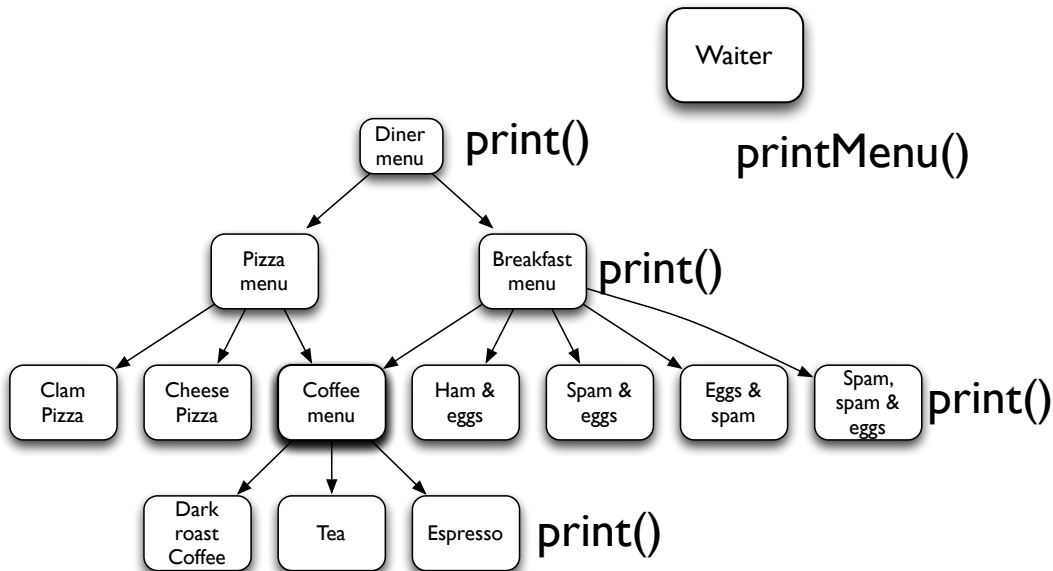 Waiter
Diner
menu
print()
printMenu()
Pizza
menu
Breakfast
menu
print()
Clam
Pizza
Cheese
Pizza
Coffee
menu
Ham &
eggs
Spam &
eggs
Eggs &
spam
Spam,
spam &
eggs
print()
Dark
roast
Coffee
Tea
Espresso
print()